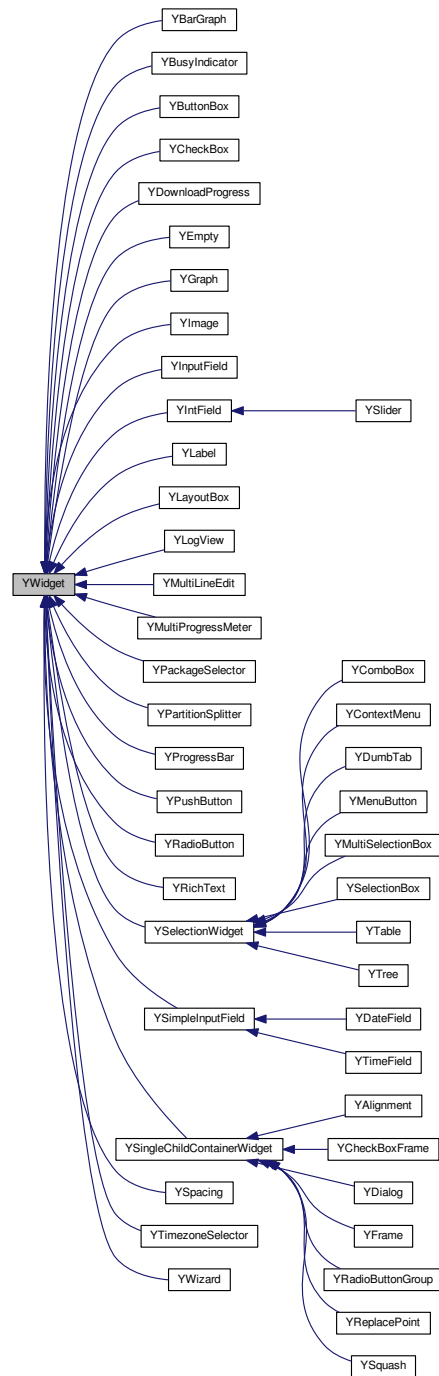 YBarGraph
YBusyIndicator
YButtonBox
YCheckBox
YDownloadProgress
YEmpty
YGraph
YImage
YInputField
YIntField
YSlider
YLabel
YLayoutBox
YLogView
YWidget
YMultiLineEdit
YMultiProgressMeter
YPackageSelector
YComboBox
YPartitionSplitter
YContextMenu
YProgressBar
YDumbTab
YPushButton
YMenuButton
YRadioButton
YMultiSelectionBox
YRichText
YSelectionBox
YSelectionWidget
YTable
YTree
YSimpleInputField
YDateField
YTimeField
YAlignment
YSingleChildContainerWidget
YCheckBoxFrame
YSpacing
YDialog
YTimezoneSelector
YFrame
YWizard
YRadioButtonGroup
YReplacePoint
YSquash